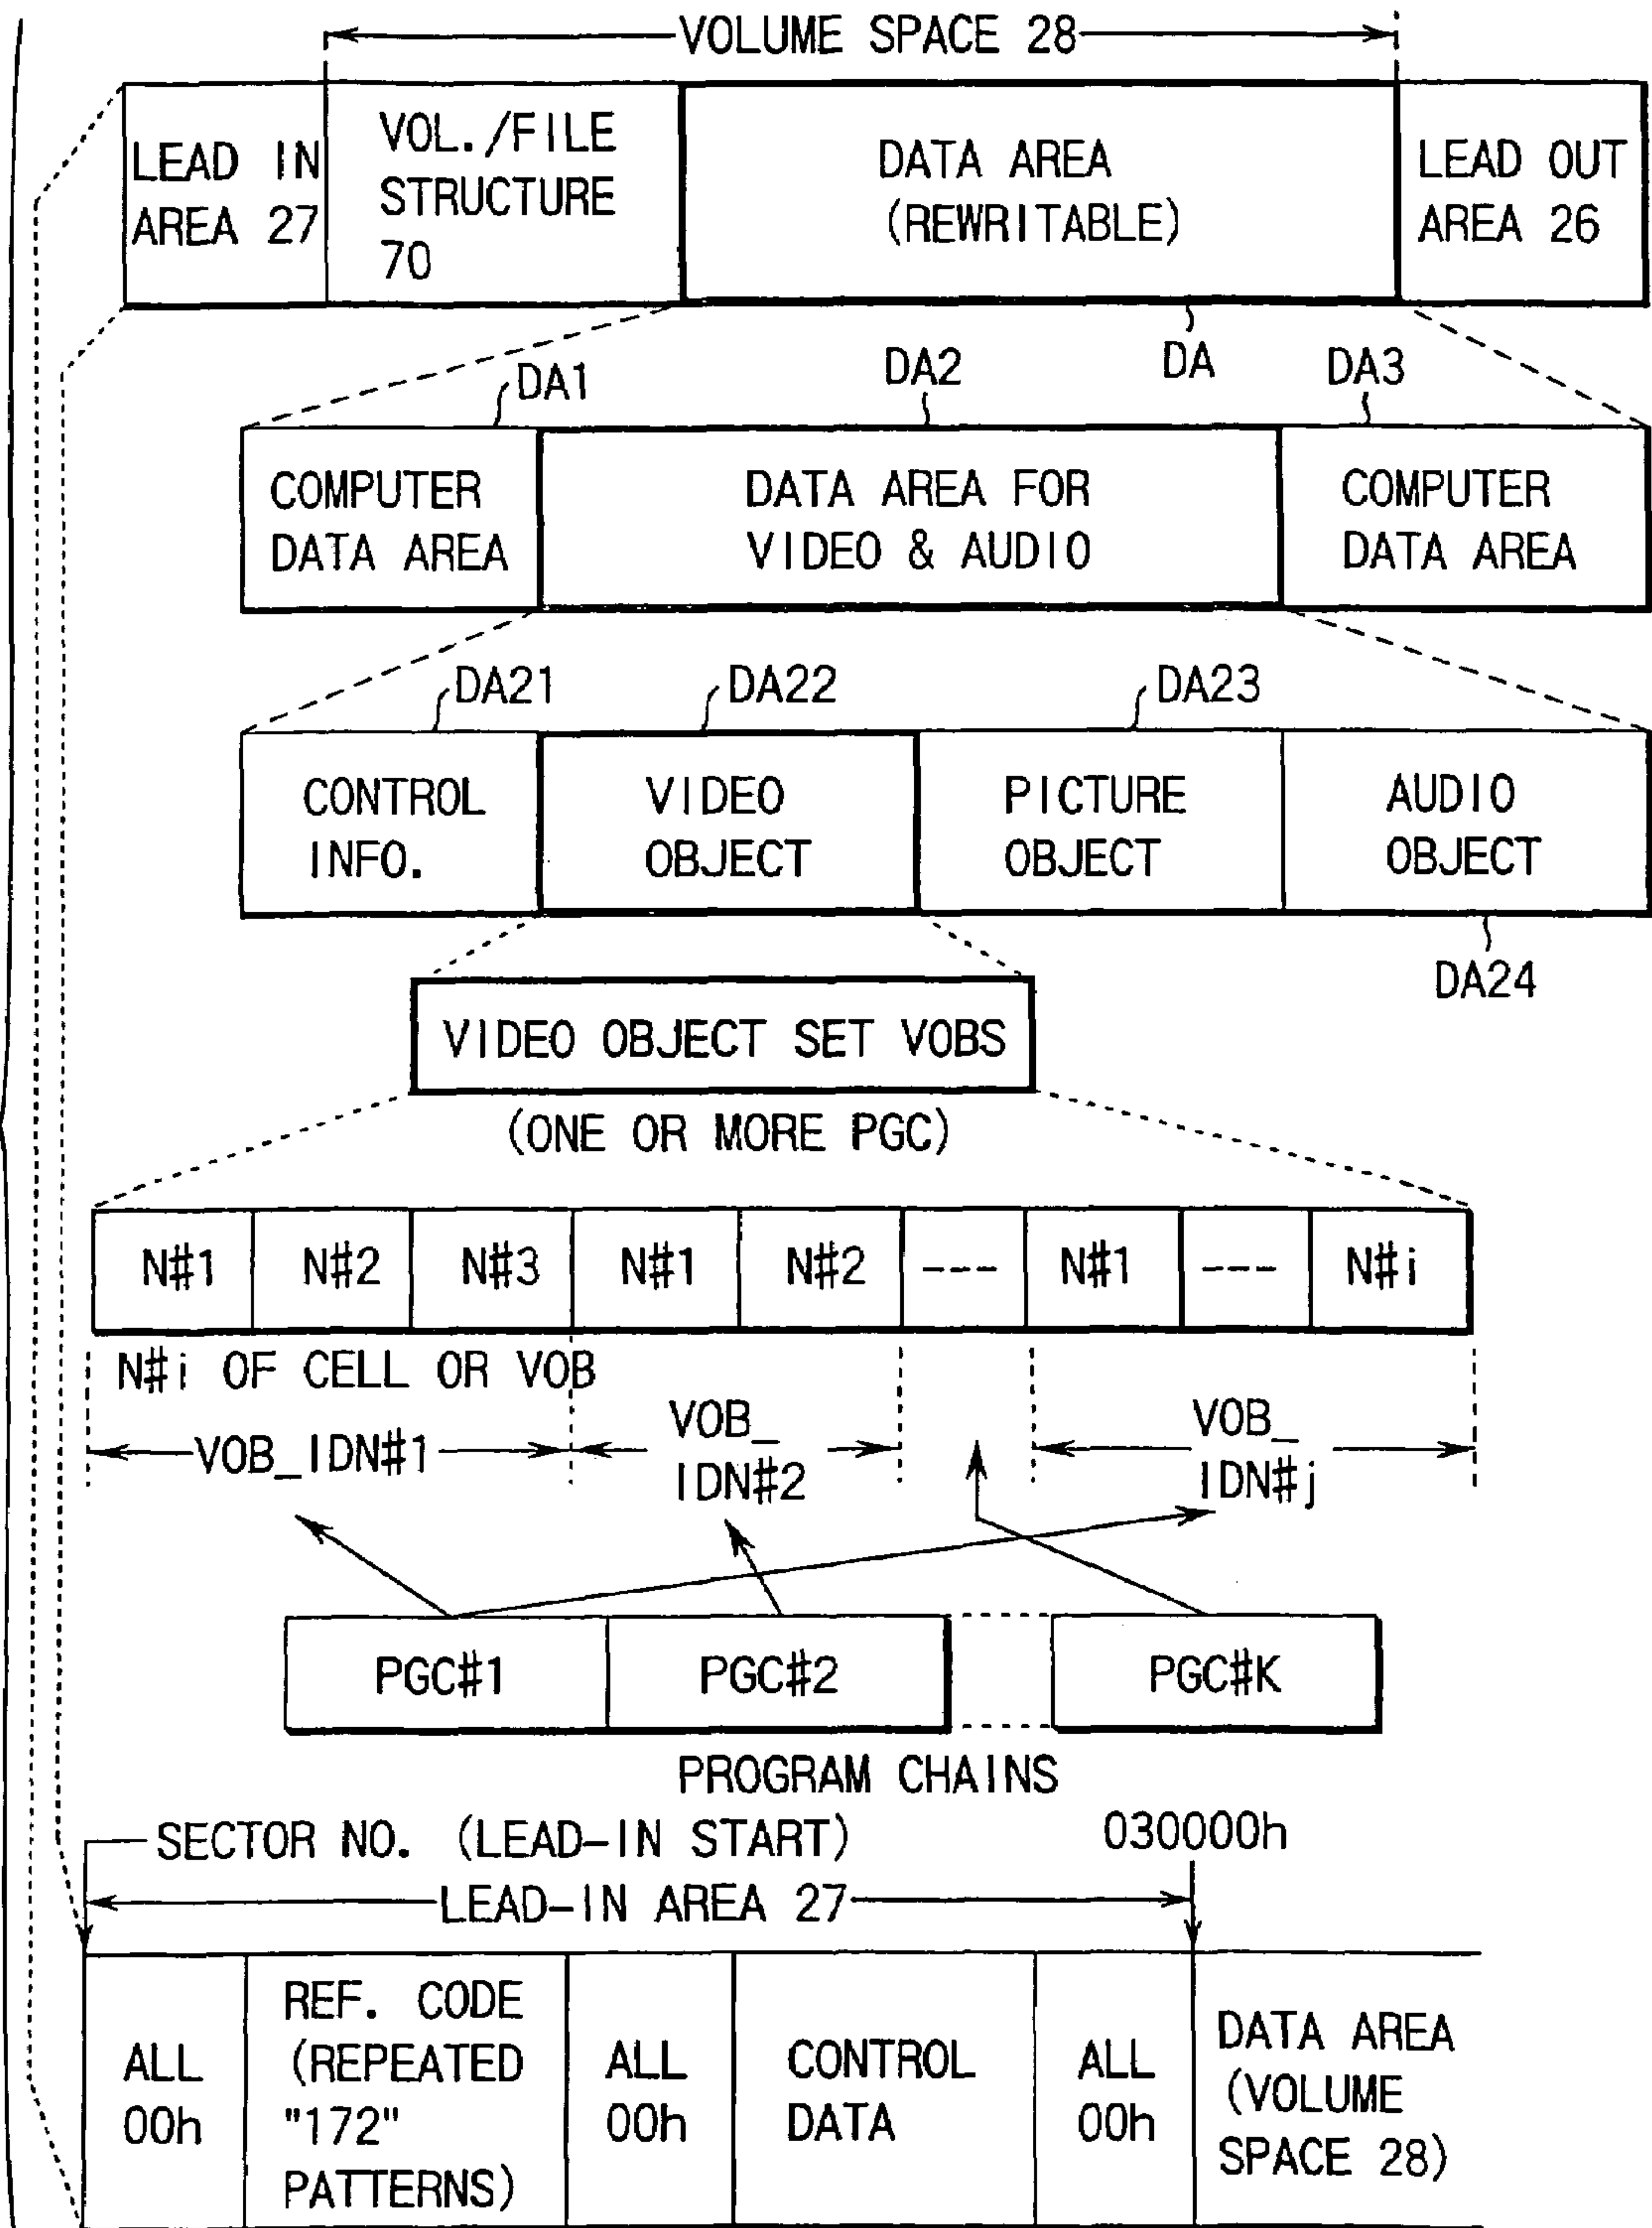 VOLUME SPACE 28
LEAD IN
AREA 27
VOL./FILE
STRUCTURE
70
DATA AREA
(REWRITABLE)
LEAD OUT
AREA 26
DA1
DA2
DA
DA3
COMPUTER
DATA AREA
DATA AREA FOR
VIDEO & AUDIO
COMPUTER
DATA AREA
DA21
DA22
DA23
CONTROL
INFO.
VIDEO
OBJECT
PICTURE
OBJECT
AUDIO
OBJECT
DA24
VIDEO OBJECT SET VOBS
(ONE OR MORE PGC)
N#1 N#2 N#3 N#1 N#2 --- N#1 --- N#i
N#i OF CELL OR VOB
VOB_IDN#1
VOB_
IDN#2
VOB_
IDN#j
PGC#1 PGC#2 PGC#K
PROGRAM CHAINS
SECTOR NO. (LEAD-IN START)
030000h
LEAD-IN AREA 27
ALL
00h
REF. CODE
(REPEATED
"172"
PATTERNS)
ALL
00h
CONTROL
DATA
ALL
00h
DATA AREA
(VOLUME
SPACE 28)